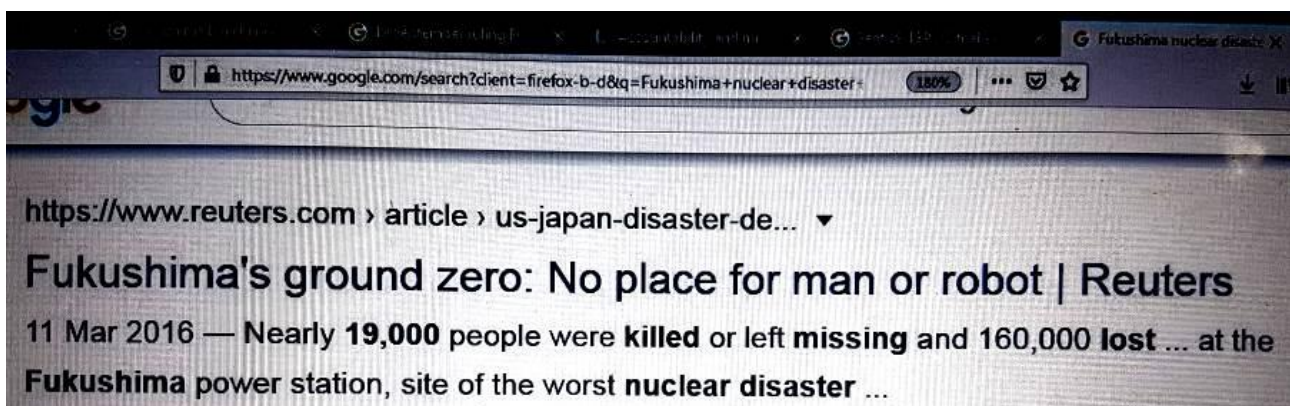 Fukushima nuclear disaste
https://www.google.com/search?client=firefox-b-d&q=Fukushima+nuclear+disaster+ 180%
https://www.reuters.com › article › us-japan-disaster-de...
Fukushima's ground zero: No place for man or robot | Reuters
11 Mar 2016 — Nearly 19,000 people were killed or left missing and 160,000 lost ... at the
Fukushima power station, site of the worst nuclear disaster ...